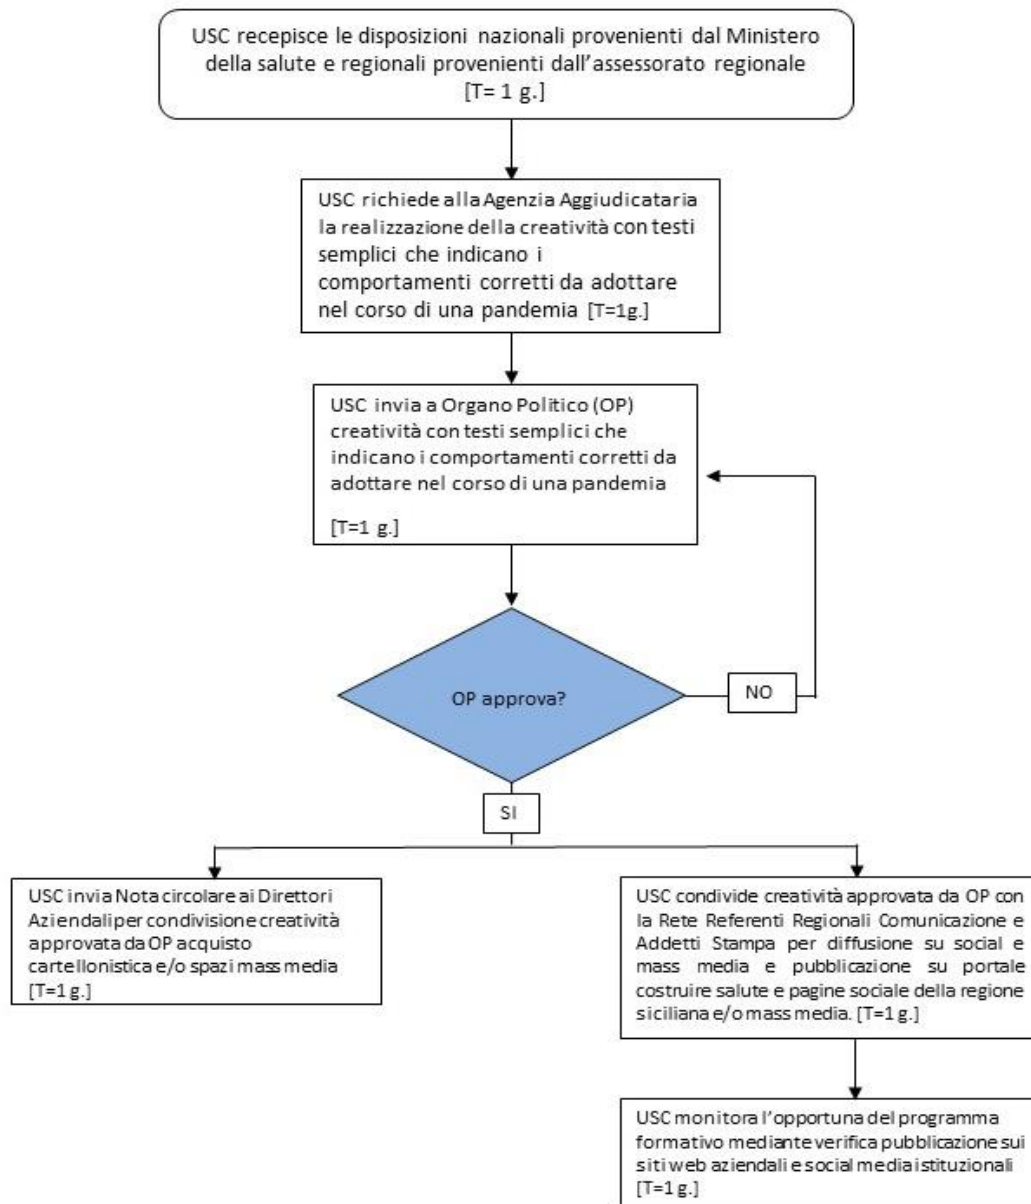 USC recepisce le disposizioni nazionali provenienti dal Ministero
della salute e regionali provenienti dall'assessorato regionale
[T= 1 g.]
USC richiede alla Agenzia Aggiudicataria
la realizzazione della creatività con testi
semplici che indicano i
comportamenti corretti da adottare
nel corso di una pandemia [T=1g.]
USC invia a Organo Politico (OP)
creatività con testi semplici che
indicano i comportamenti corretti da
adottare nel corso di una pandemia
[T=1 g.]
OP approva?
NO
SI
USC invia Nota circolare ai Direttori
Aziendali per condivisione creatività
approvata da OP acquisto
cartellonistica e/o spazi mass media
[T=1 g.]
USC condivide creatività approvata da OP con
la Rete Referenti Regionali Comunicazione e
Addetti Stampa per diffusione su social e
mass media e pubblicazione su portale
costruire salute e pagine sociale della regione
siciliana e/o mass media. [T=1 g.]
USC monitora l'opportuna del programma
formativo mediante verifica pubblicazione sui
siti web aziendali e social media istituzionali
[T=1 g.]